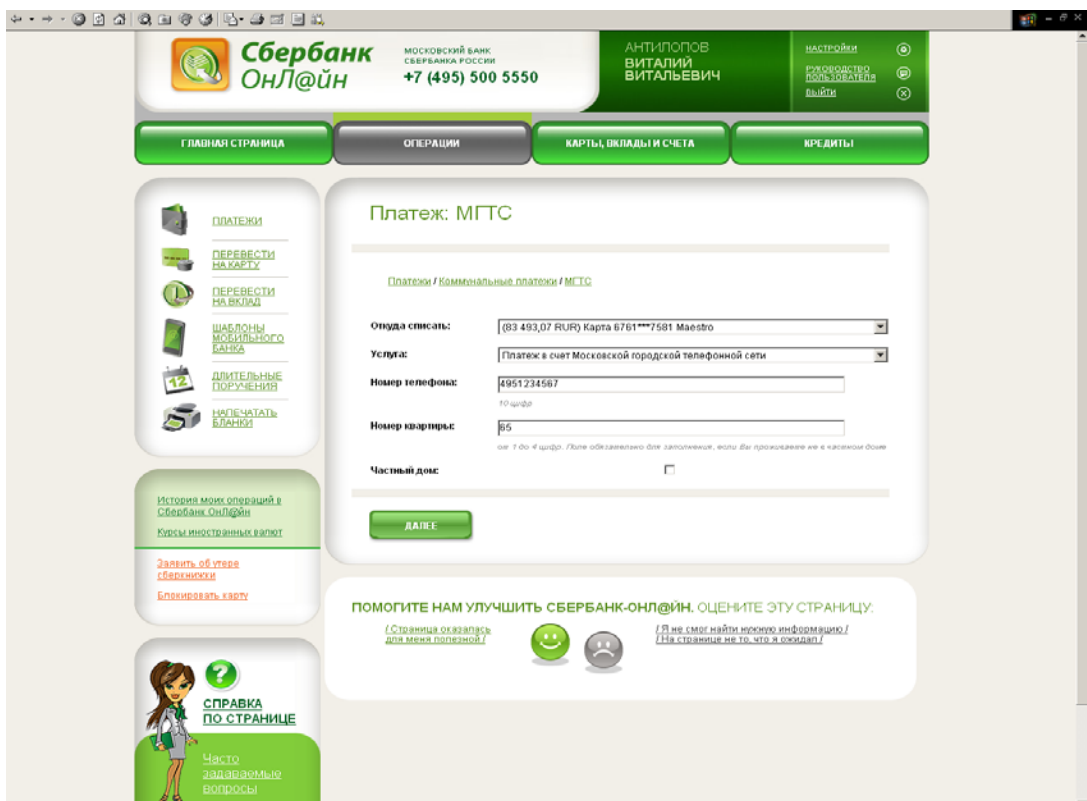 Сбербанк
ОнЛ@йн
МОСКОВСКИЙ БАНК
СБЕРБАНКА РОССИИ
+7 (495) 500 5550
АНТИЛОПОВ
ВИТАЛИЙ
ВИТАЛЬЕВИЧ
НАСТРОЙКИ
РУКОВОДСТВО
ПОЛЬЗОВАТЕЛЯ
ВЫЙТИ
ГЛАВНАЯ СТРАНИЦА
ОПЕРАЦИИ
КАРТЫ, ВКЛАДЫ И СЧЕТА
КРЕДИТЫ
ПЛАТЕЖИ
ПЕРЕВЕСТИ
НА КАРТУ
ПЕРЕВЕСТИ
НА ВКЛАД
ШАБЛОНЫ
МОБИЛЬНОГО
БАНКА
12
ДЛИТЕЛЬНЫЕ
ПОРУЧЕНИЯ
НАПЕЧАТАТЬ
БЛАНКИ
История моих операций в
Сбербанк ОнЛ@йн
Курсы иностранных валют
Заявить об утере
сберкнижки
Блокировать карту
СПРАВКА
ПО СТРАНИЦЕ
Часто
задаваемые
вопросы
Платеж: МГТС
Платежи / Коммунальные платежи / МГТС
Откуда списать: (83 493,07 RUR) Карта 6761***7581 Maestro
Услуга: Платеж в счет Московской городской телефонной сети
Номер телефона: 4951234567
10 цифр
Номер квартиры: 65
от 1 до 4 цифр. Поле обязательно для заполнения, если Вы проживаете не в частном доме
Частный дом:
ДАЛЕЕ
ПОМОГИТЕ НАМ УЛУЧШИТЬ СБЕРБАНК-ОНЛ@ЙН. ОЦЕНИТЕ ЭТУ СТРАНИЦУ:
/ Страница оказалась
для меня полезной /
/ Я не смог найти нужную информацию /
/ На странице не то, что я ожидал /